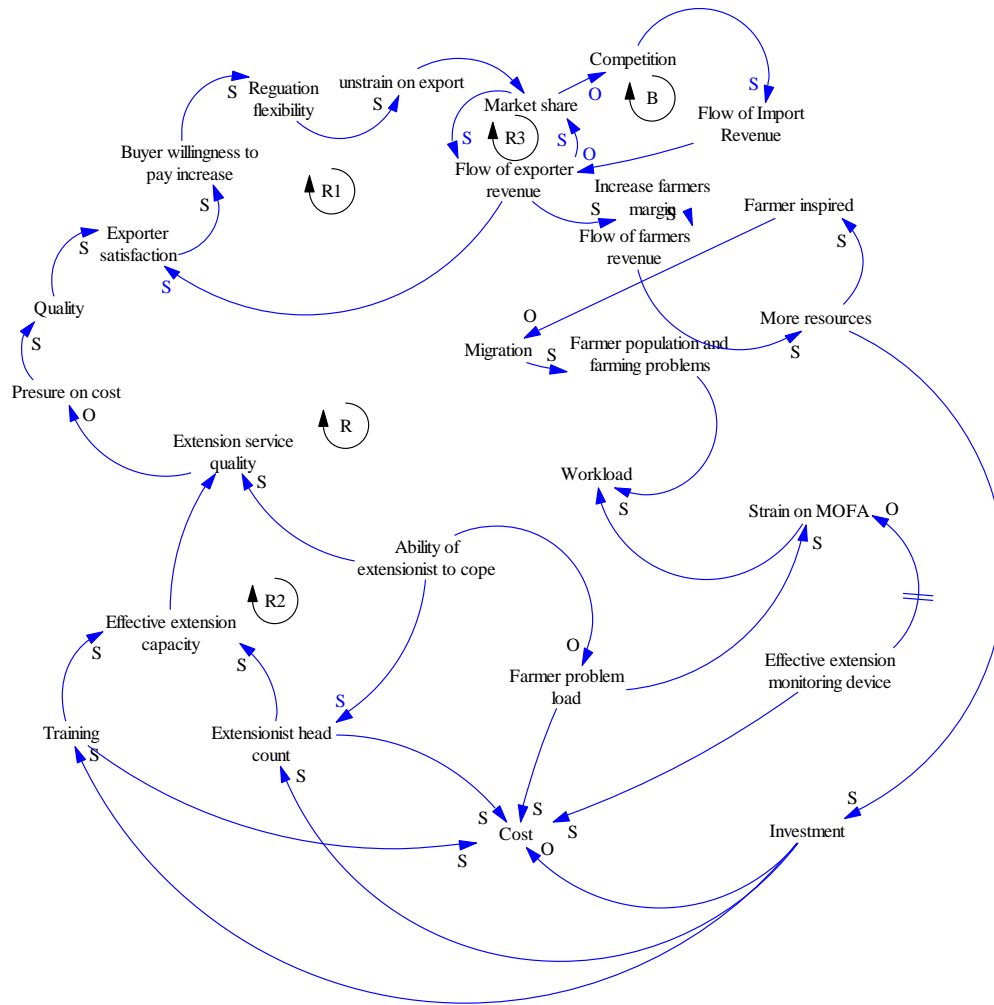 Competition
S
Reguation
flexibility
unstrain on export
S
S
O
Market share
B
Flow of Import
Revenue
R3
S
S
O
O
Buyer willingness to
pay increase
Flow of exporter
revenue
R1
S
Increase farmers
margin
S
S
Flow of farmers
revenue
Farmer inspired
S
Exporter
satisfaction
S
S
Quality
S
O
Migration
S
Farmer population and
farming problems
More resources
S
Presure on cost
O
R
Extension service
quality
S
Workload
S
Strain on MOFA
O
S
Ability of
extensionist to cope
R2
Effective extension
capacity
S
S
O
Farmer problem
load
Effective extension
monitoring device
S
Training
S
Extensionist head
count
S
S
S
S
S
Cost
O
S
Investment